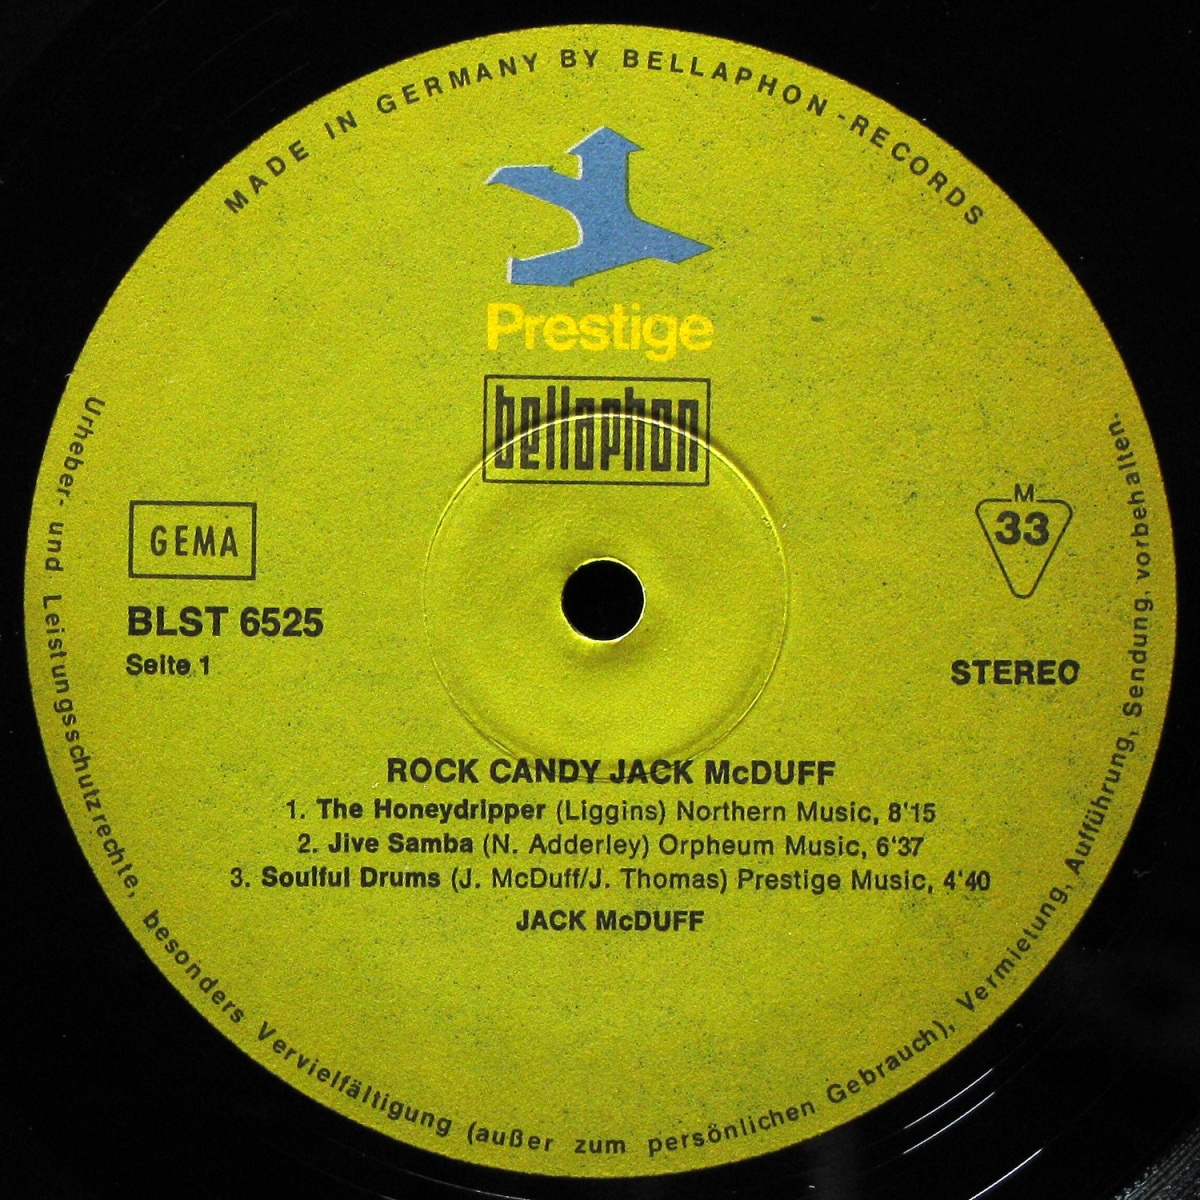 MADE IN GERMANY BY BELLAPHON-RECORDS
Prestige
bellaphon
GEMA
M
33
BLST 6525
Seite 1
STEREO
ROCK CANDY JACK McDUFF
1. The Honeydripper (Liggins) Northern Music, 8'15
2. Jive Samba (N. Adderley) Orpheum Music, 6'37
3. Soulful Drums (J. McDuff/J. Thomas) Prestige Music, 4'40
JACK McDUFF
Urheber- und Leistungsschutzrechte, besonders Vervielfältigung (außer zum persönlichen Gebrauch), Vermietung, Aufführung, Sendung, vorbehalten.